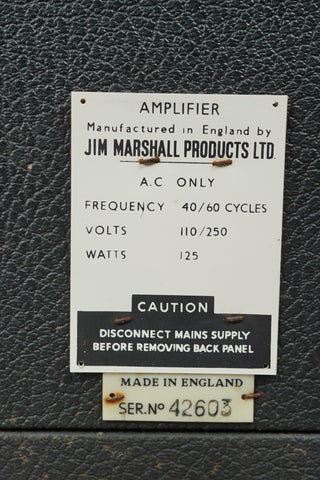 AMPLIFIER
Manufactured in England by
JIM MARSHALL PRODUCTS LTD.
A.C ONLY
FREQUENCY 40/60 CYCLES
VOLTS 110/250
WATTS 125
CAUTION
DISCONNECT MAINS SUPPLY
BEFORE REMOVING BACK PANEL
MADE IN ENGLAND
SER.Nº 42603